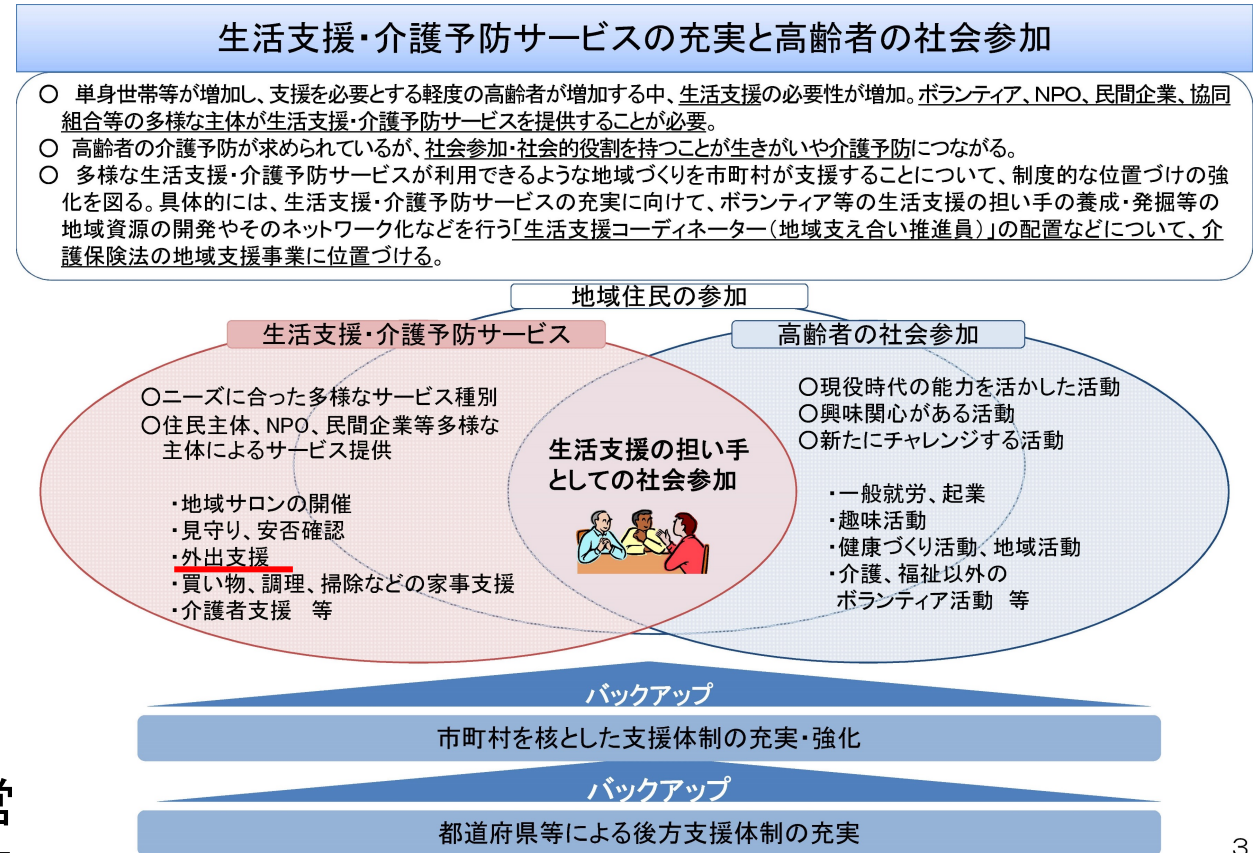 生活支援・介護予防サービスの充実と高齢者の社会参加
○ 単身世帯等が増加し、支援を必要とする軽度の高齢者が増加する中、生活支援の必要性が増加。ボランティア、NPO、民間企業、協同
組合等の多様な主体が生活支援・介護予防サービスを提供することが必要。
○ 高齢者の介護予防が求められているが、社会参加・社会的役割を持つことが生きがいや介護予防につながる。
○ 多様な生活支援・介護予防サービスが利用できるような地域づくりを市町村が支援することについて、制度的な位置づけの強
化を図る。具体的には、生活支援・介護予防サービスの充実に向けて、ボランティア等の生活支援の担い手の養成・発掘等の
地域資源の開発やそのネットワーク化などを行う「生活支援コーディネーター（地域支え合い推進員）」の配置などについて、介
護保険法の地域支援事業に位置づける。
地域住民の参加
生活支援・介護予防サービス
○ニーズに合った多様なサービス種別
○住民主体、NPO、民間企業等多様な
主体によるサービス提供
・地域サロンの開催
・見守り、安否確認
・外出支援
・買い物、調理、掃除などの家事支援
・介護者支援 等
生活支援の担い手
としての社会参加
高齢者の社会参加
○現役時代の能力を活かした活動
○興味関心がある活動
○新たにチャレンジする活動
・一般就労、起業
・趣味活動
・健康づくり活動、地域活動
・介護、福祉以外の
ボランティア活動 等
バックアップ
市町村を核とした支援体制の充実・強化
バックアップ
都道府県等による後方支援体制の充実
3